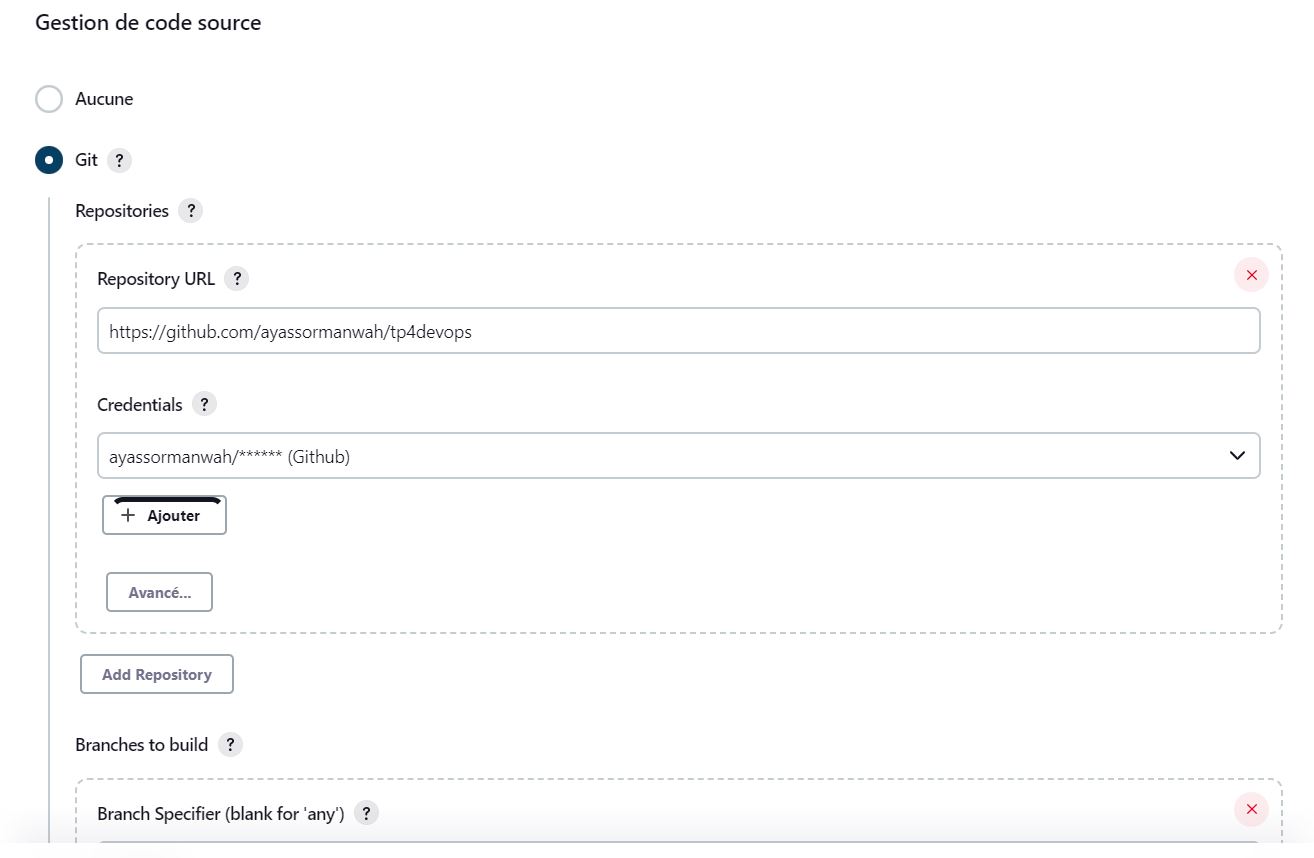 Gestion de code source
Aucune
Git ?
Repositories ?
Repository URL ?
https://github.com/ayassormanwah/tp4devops
Credentials ?
ayassormanwah/****** (Github)
+ Ajouter
Avancé...
Add Repository
Branches to build ?
Branch Specifier (blank for 'any') ?